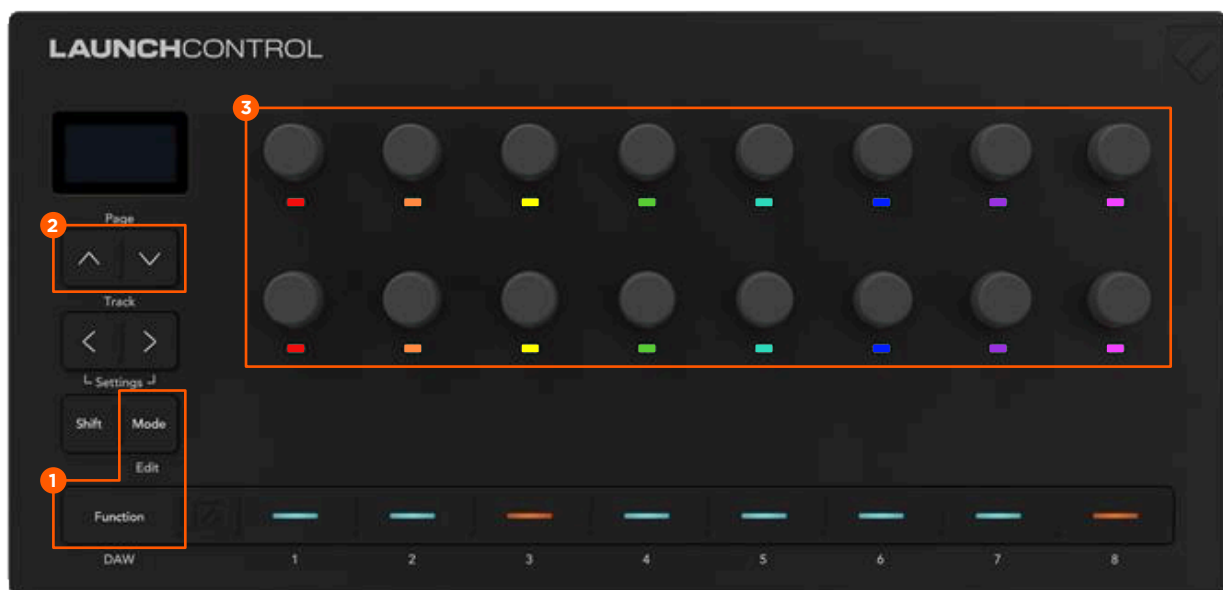 LAUNCHCONTROL
3
Page
2
Track
Settings
Shift Mode
Edit
1
Function
DAW 1 2 3 4 5 6 7 8